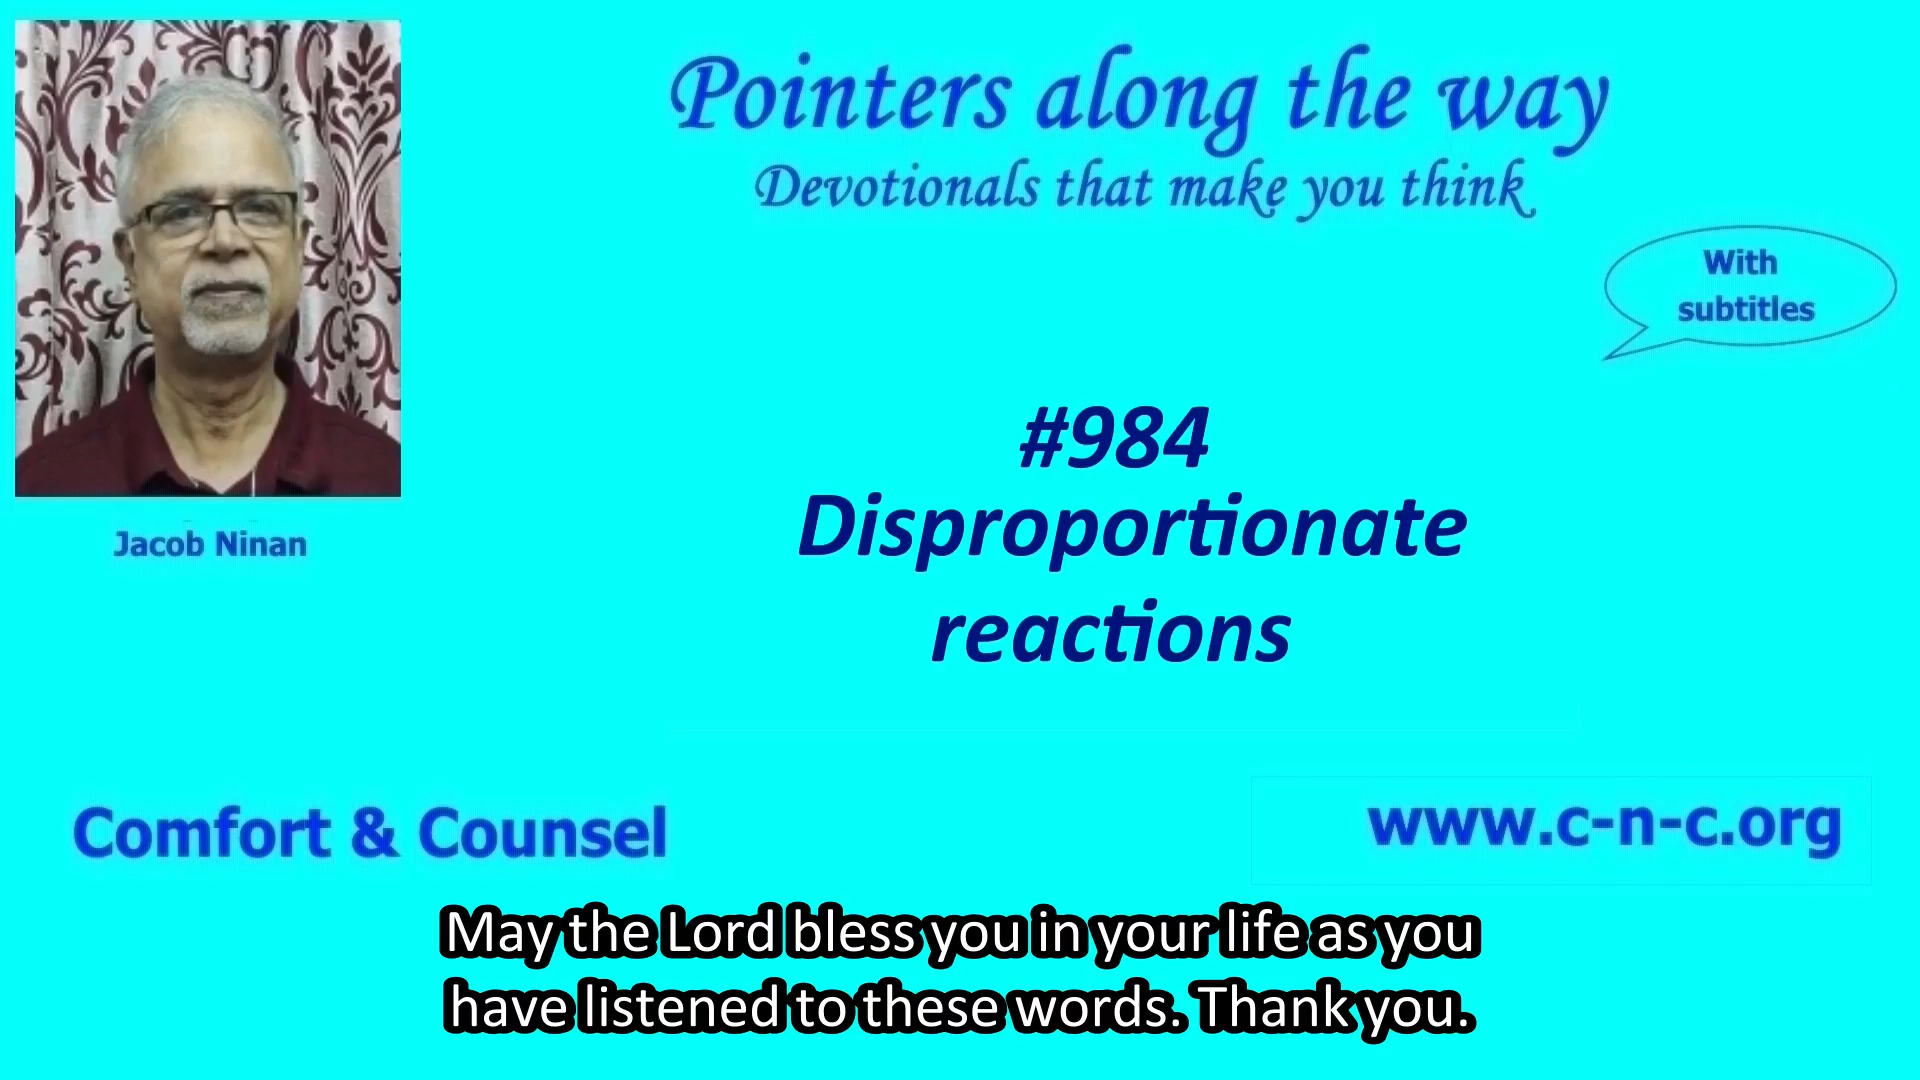 Pointers along the way
Devotionals that make you think
With
subtitles
#984
Disproportionate
reactions
Jacob Ninan
Comfort & Counsel
www.c-n-c.org
May the Lord bless you in your life as you
have listened to these words. Thank you.